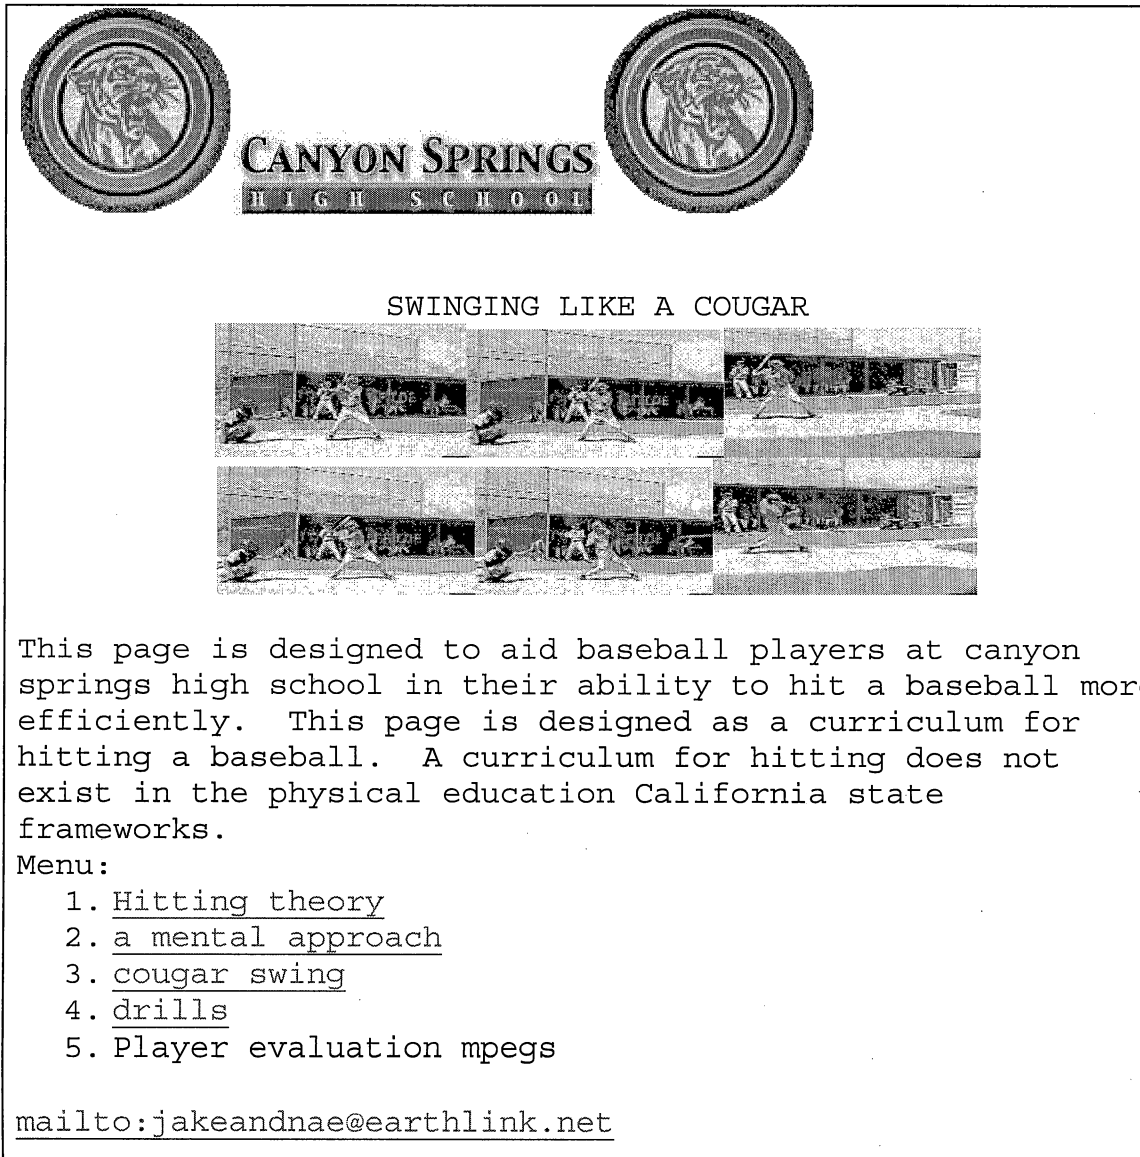 CANYON SPRINGS
HIGH SCHOOL
SWINGING LIKE A COUGAR
This page is designed to aid baseball players at canyon
springs high school in their ability to hit a baseball mor
efficiently.  This page is designed as a curriculum for
hitting a baseball.  A curriculum for hitting does not
exist in the physical education California state
frameworks.
Menu:
1. Hitting theory
2. a mental approach
3. cougar swing
4. drills
5. Player evaluation mpegs
mailto:jakeandnae@earthlink.net